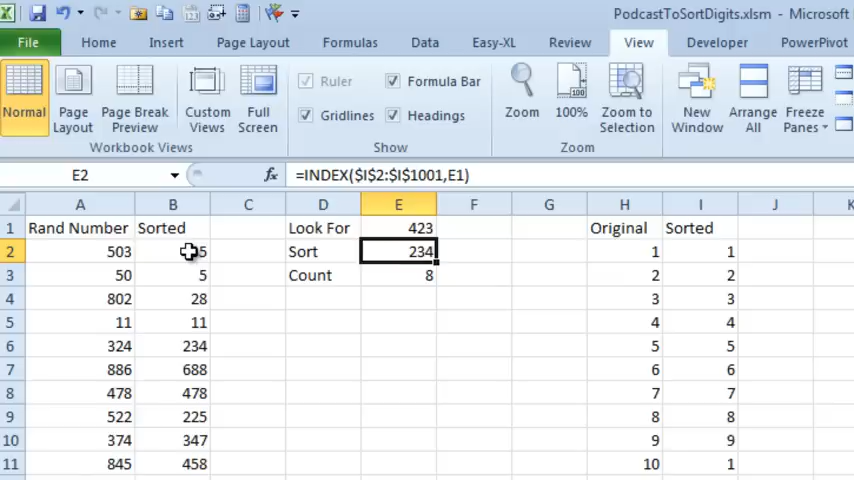 PodcastToSortDigits.xlsm - Microsoft
File Home Insert Page Layout Formulas Data Easy-XL Review View Developer PowerPivot
Normal Page Layout Page Break Preview Custom Views Full Screen Ruler Formula Bar Gridlines Headings Zoom 100% Zoom to Selection New Window Arrange All Freeze Panes
Workbook Views Show Zoom
E2 fx =INDEX($I$2:$I$1001,E1)
A B C D E F G H I J K
1 Rand Number Sorted Look For 423 Original Sorted
2 503 5 Sort 234 1 1
3 50 5 Count 8 2 2
4 802 28 3 3
5 11 11 4 4
6 324 234 5 5
7 886 688 6 6
8 478 478 7 7
9 522 225 8 8
10 374 347 9 9
11 845 458 10 1